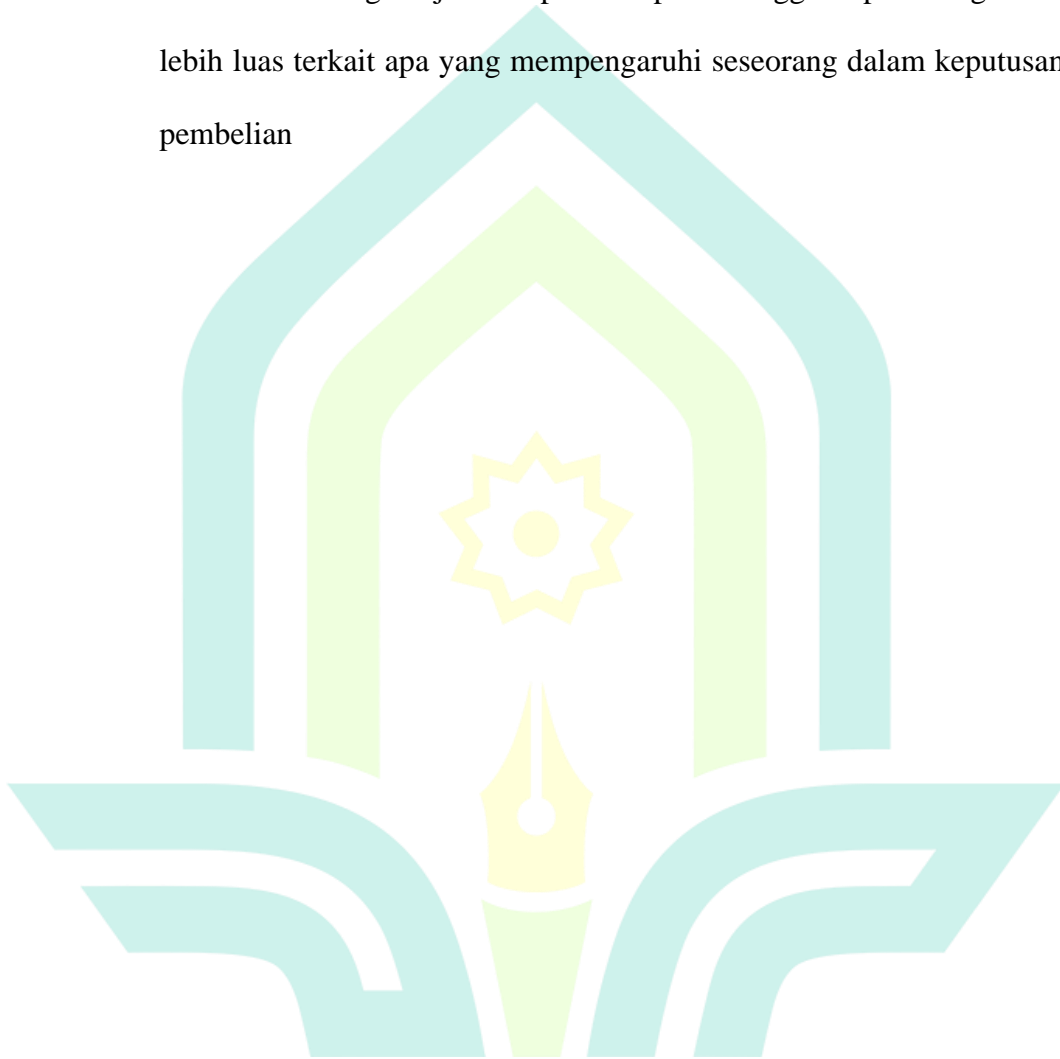 lebih luas terkait apa yang mempengaruhi seseorang dalam keputusan
pembelian